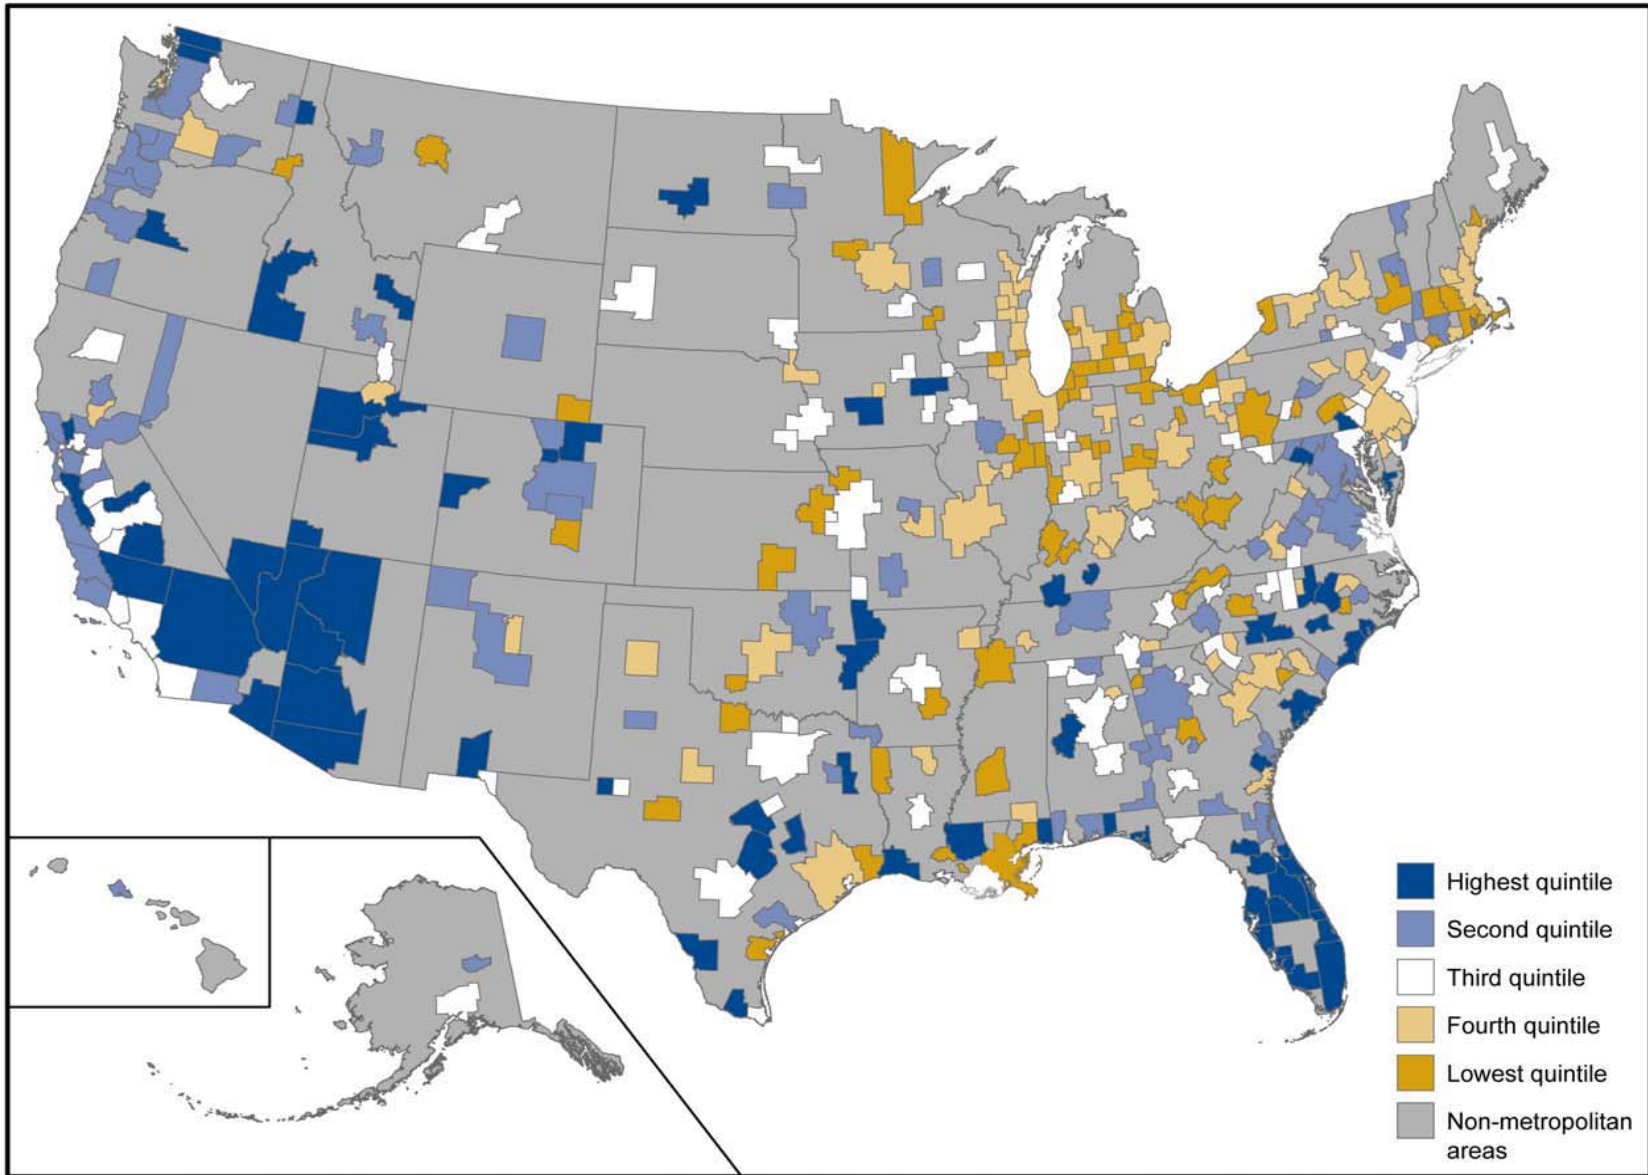 Highest quintile
Second quintile
Third quintile
Fourth quintile
Lowest quintile
Non-metropolitan
areas